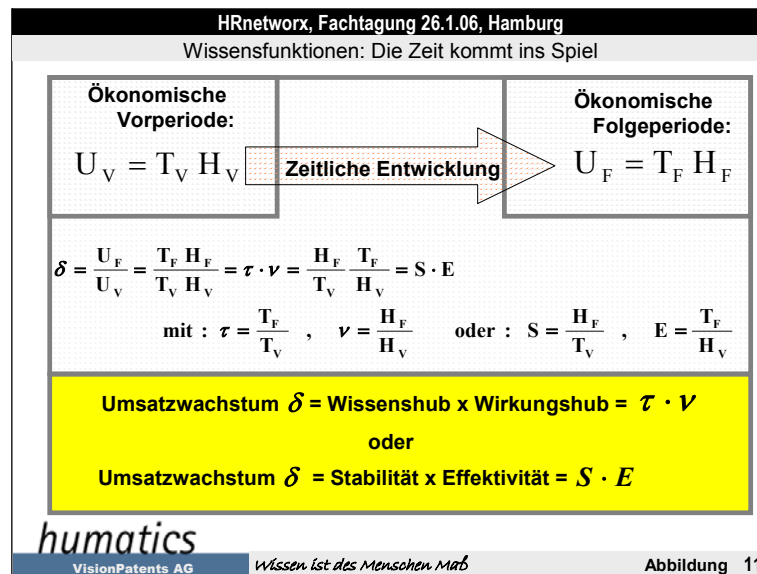 HRnetworx, Fachtagung 26.1.06, Hamburg
Wissensfunktionen: Die Zeit kommt ins Spiel
Ökonomische
Vorperiode:
U_V = T_V H_V
Zeitliche Entwicklung
Ökonomische
Folgeperiode:
U_F = T_F H_F
δ = U_F / U_V = T_F H_F / T_V H_V = τ · ν = H_F / T_V T_F / H_V = S · E
mit : τ = T_F / T_V , ν = H_F / H_V oder : S = H_F / T_V , E = T_F / H_V
Umsatzwachstum δ = Wissenshub x Wirkungshub = τ · ν
oder
Umsatzwachstum δ = Stabilität x Effektivität = S · E
humatics
VisionPatents AG
Wissen ist des Menschen Maß
Abbildung 11